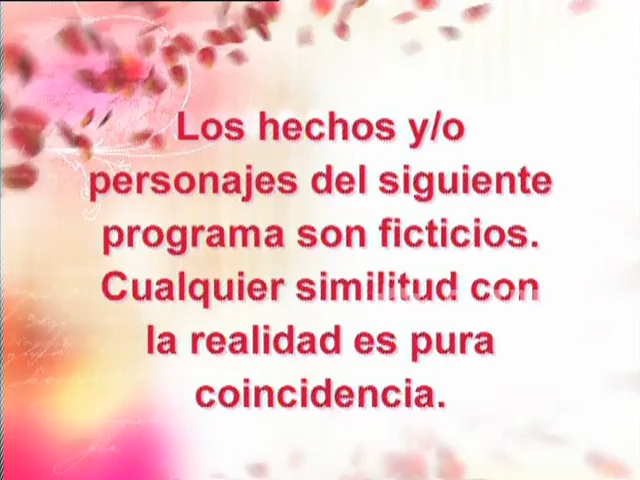 Los hechos y/o
personajes del siguiente
programa son ficticios.
Cualquier similitud con
la realidad es pura
coincidencia.